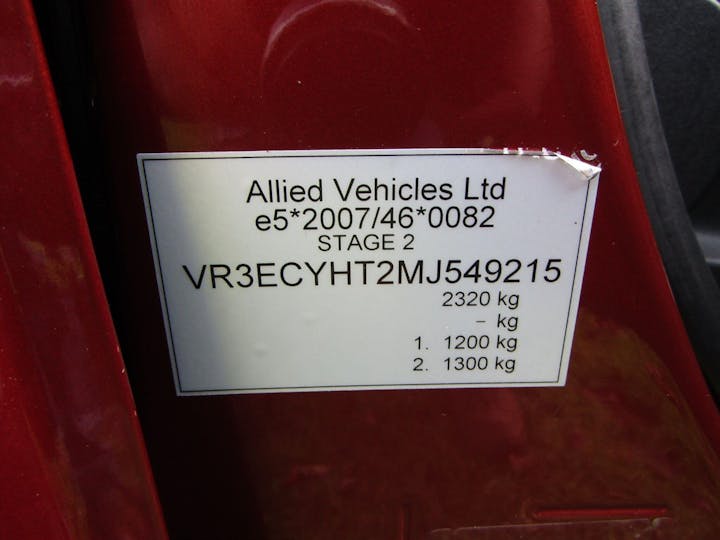 Allied Vehicles Ltd
e5*2007/46*0082
STAGE 2
VR3ECYHT2MJ549215
2320 kg
– kg
1. 1200 kg
2. 1300 kg